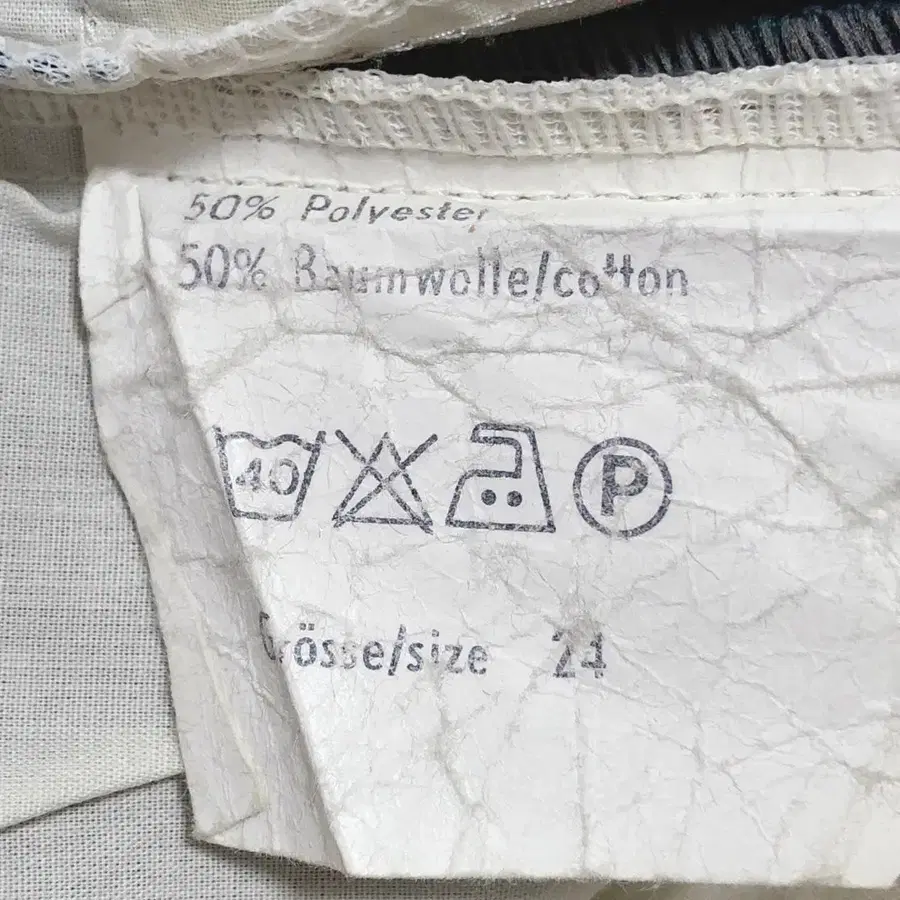 50% Polyester
50% Baumwolle/cotton
40 P
Grösse/size 24